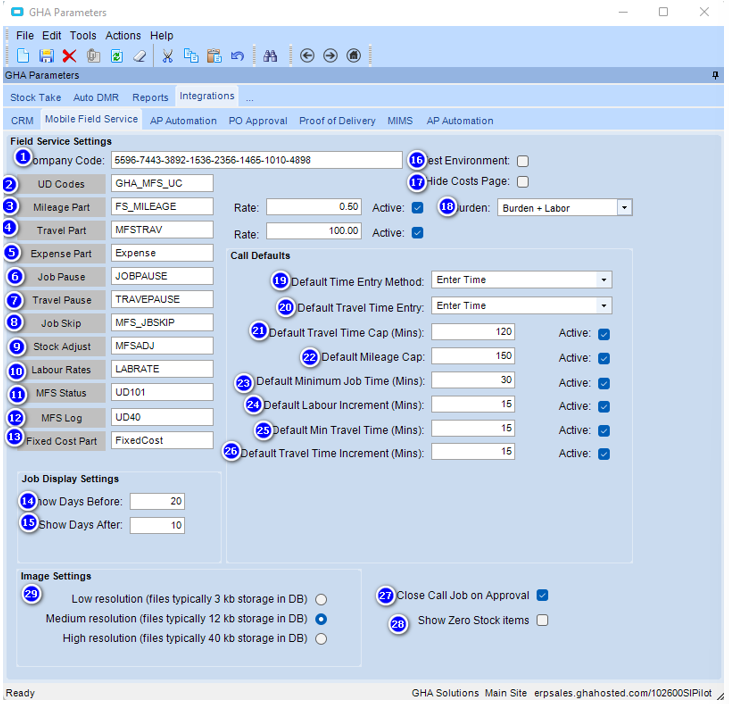 GHA Parameters
File Edit Tools Actions Help
GHA Parameters
Stock Take Auto DMR Reports Integrations ...
CRM Mobile Field Service AP Automation PO Approval Proof of Delivery MIMS AP Automation
Field Service Settings
1 ompany Code: 5596-7443-3892-1536-2356-1465-1010-4898 16 est Environment:
2 UD Codes GHA_MFS_UC 17 Hide Costs Page:
3 Mileage Part FS_MILEAGE Rate: 0.50 Active: 18 urden: Burden + Labor
4 Travel Part MFSTRAV Rate: 100.00 Active:
5 Expense Part Expense Call Defaults
6 Job Pause JOBPAUSE 19 Default Time Entry Method: Enter Time
7 Travel Pause TRAVEPAUSE 20 Default Travel Time Entry: Enter Time
8 Job Skip MFS_JBSKIP 21 Default Travel Time Cap (Mins): 120 Active:
9 Stock Adjust MFSADJ 22 Default Mileage Cap: 150 Active:
10 Labour Rates LABRATE 23 Default Minimum Job Time (Mins): 30 Active:
11 MFS Status UD101 24 Default Labour Increment (Mins): 15 Active:
12 MFS Log UD40 25 Default Min Travel Time (Mins): 15 Active:
13 Fixed Cost Part FixedCost 26 Default Travel Time Increment (Mins): 15 Active:
Job Display Settings
14 how Days Before: 20
15 Show Days After: 10
Image Settings
29 Low resolution (files typically 3 kb storage in DB) 27 Close Call Job on Approval
Medium resolution (files typically 12 kb storage in DB) 28 Show Zero Stock items
High resolution (files typically 40 kb storage in DB)
Ready GHA Solutions Main Site erpsales.ghahosted.com/102600SIPilot